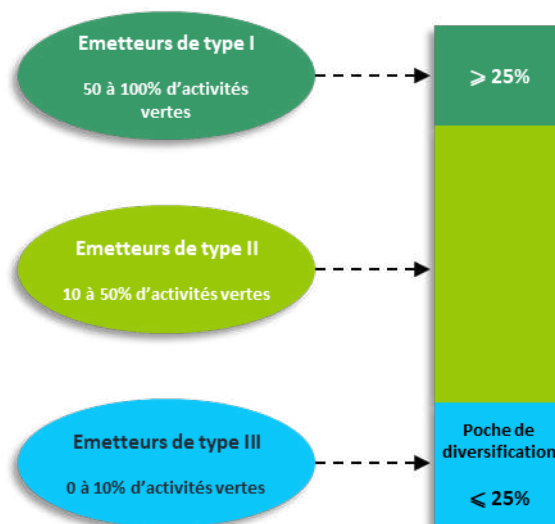 Emetteurs de type I
50 à 100% d'activités
vertes
⩾ 25%
Emetteurs de type II
10 à 50% d'activités vertes
Emetteurs de type III
0 à 10% d'activités vertes
Poche de
diversification
⩽ 25%